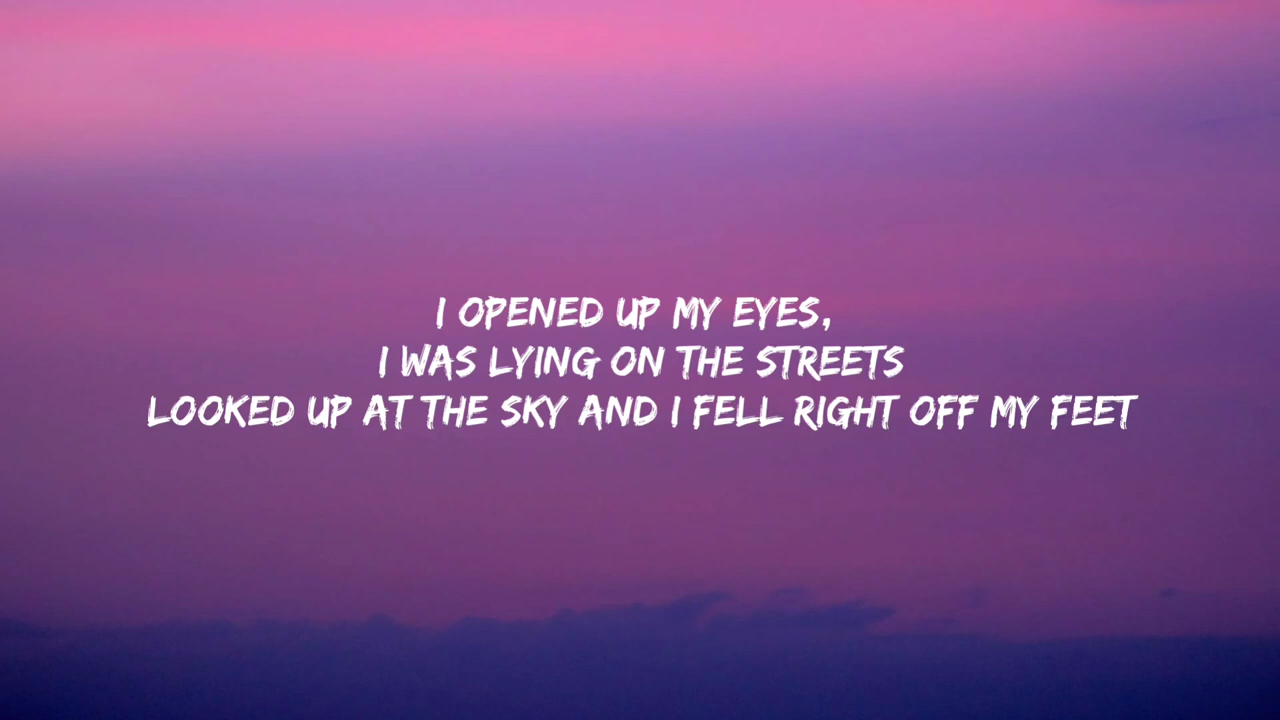 I OPENED UP MY EYES,
I WAS LYING ON THE STREETS
LOOKED UP AT THE SKY AND I FELL RIGHT OFF MY FEET